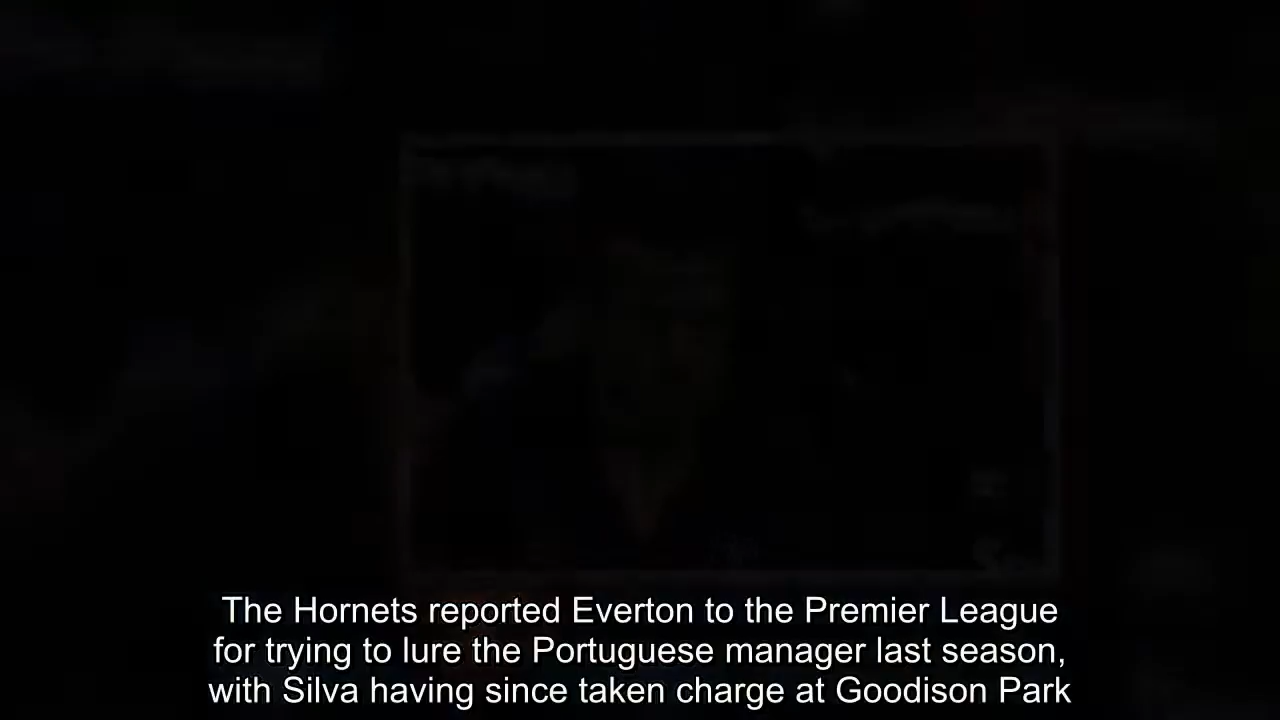 The Hornets reported Everton to the Premier League
for trying to lure the Portuguese manager last season,
with Silva having since taken charge at Goodison Park